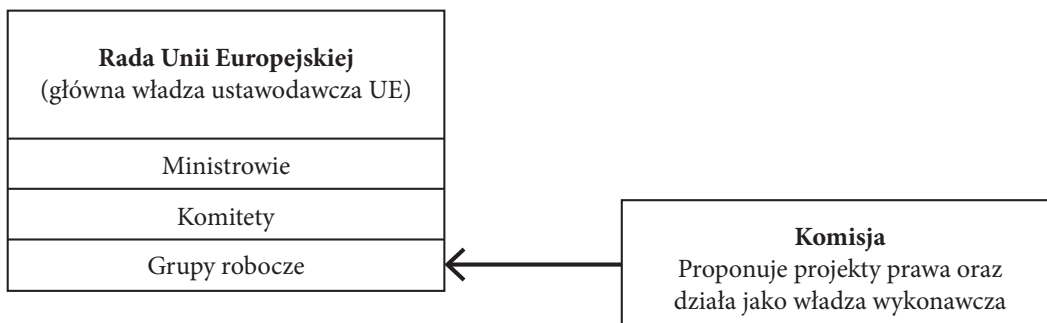 Rada Unii Europejskiej
(główna władza ustawodawcza UE)
Ministrowie
Komitety
Grupy robocze
Komisja
Proponuje projekty prawa oraz
działa jako władza wykonawcza